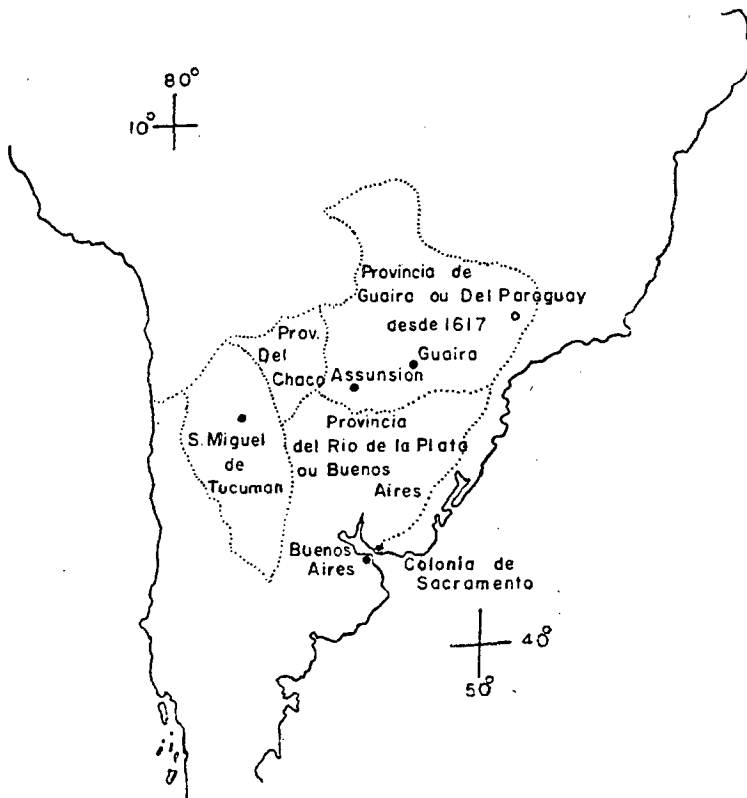 80°
10°
Provincia de
Guaira ou Del Paraguay
desde 1617
Prov.
Del
Chaco
Guaira
Assunsion
Provincia
del Rio de la Plata
ou Buenos
Aires
S. Miguel
de
Tucuman
Buenos
Aires
Colonia de
Sacramento
40°
50°